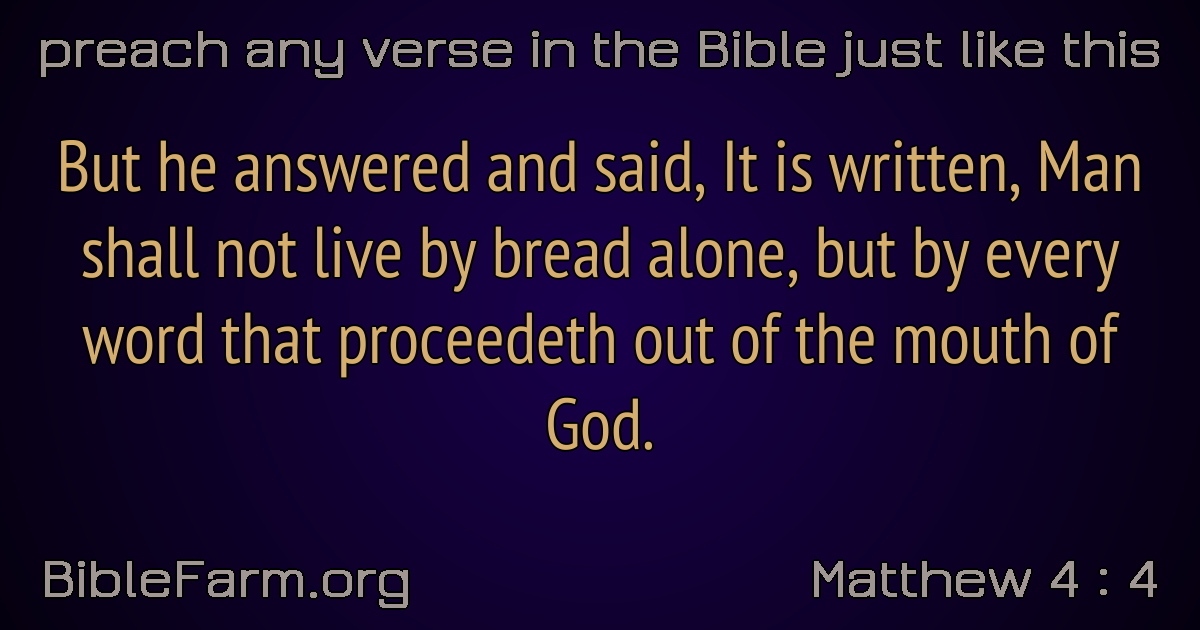 preach any verse in the Bible just like this
But he answered and said, It is written, Man
shall not live by bread alone, but by every
word that proceedeth out of the mouth of
God.
BibleFarm.org
Matthew 4 : 4